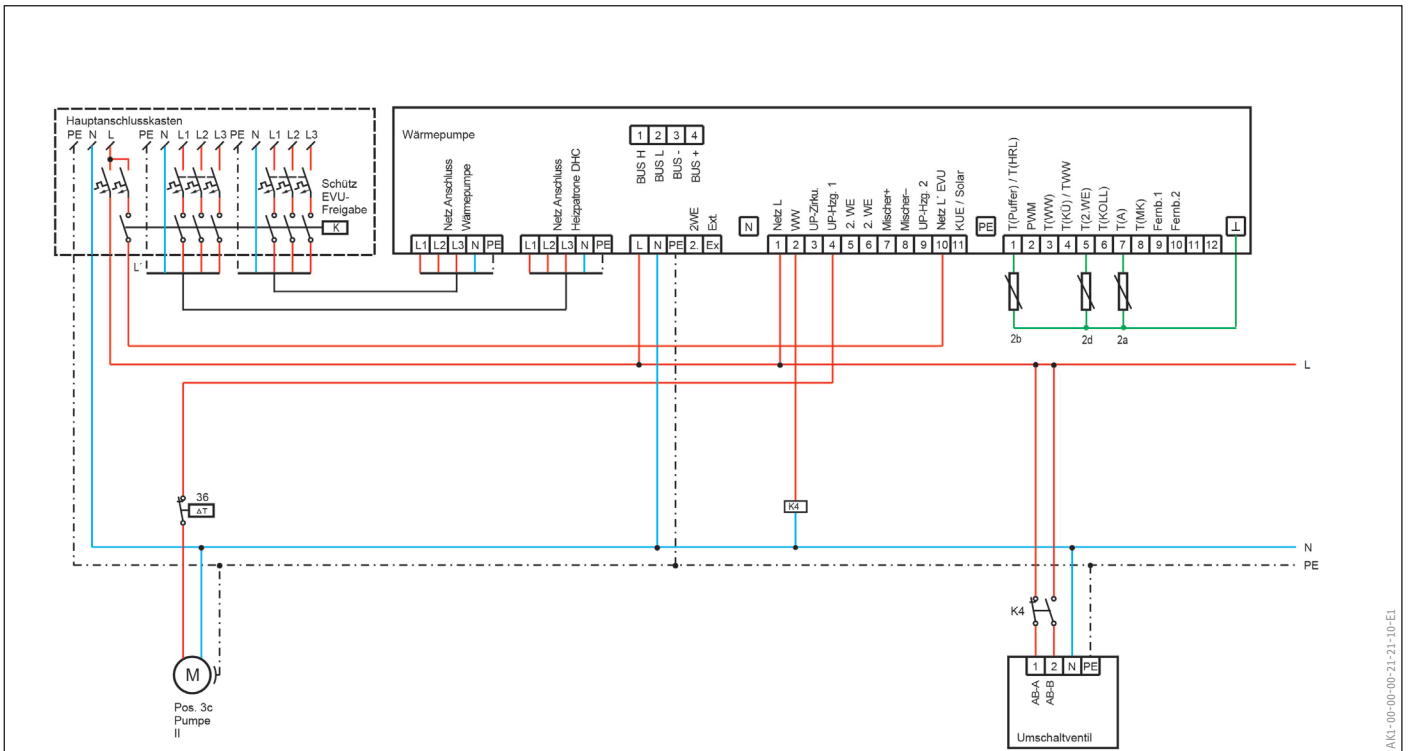 Hauptanschlusskasten
PE N L PE N L1 L2 L3 PE N L1 L2 L3
Schütz
EVU-
Freigabe
K
L´
Wärmepumpe
Netz Anschluss
Wärmepumpe
L1 L2 L3 N PE
Netz Anschluss
Heizpatrone DHC
L1 L2 L3 N PE
1 2 3 4
BUS H
BUS L
BUS -
BUS +
2WE
Ext.
L N PE 2. Ex
N
Netz L
WW
UP-Zirku.
UP-Hzg. 1
2. WE
2. WE
Mischer+
Mischer–
UP-Hzg. 2
Netz L´ EVU
KUE / Solar
1 2 3 4 5 6 7 8 9 10 11
PE
T(Puffer) / T(HRL)
PWM
T(WW)
T(KÜ) / TWW
T(2.WE)
T(KOLL)
T(A)
T(MK)
Fernb.1
Fernb.2
1 2 3 4 5 6 7 8 9 10 11 12
2b
2d
2a
L
36
ΔT
K4
N
PE
M
Pos. 3c
Pumpe
II
K4
1 2 N PE
AB-A
AB-B
Umschaltventil
AK1-00-00-00-21-21-10-E1